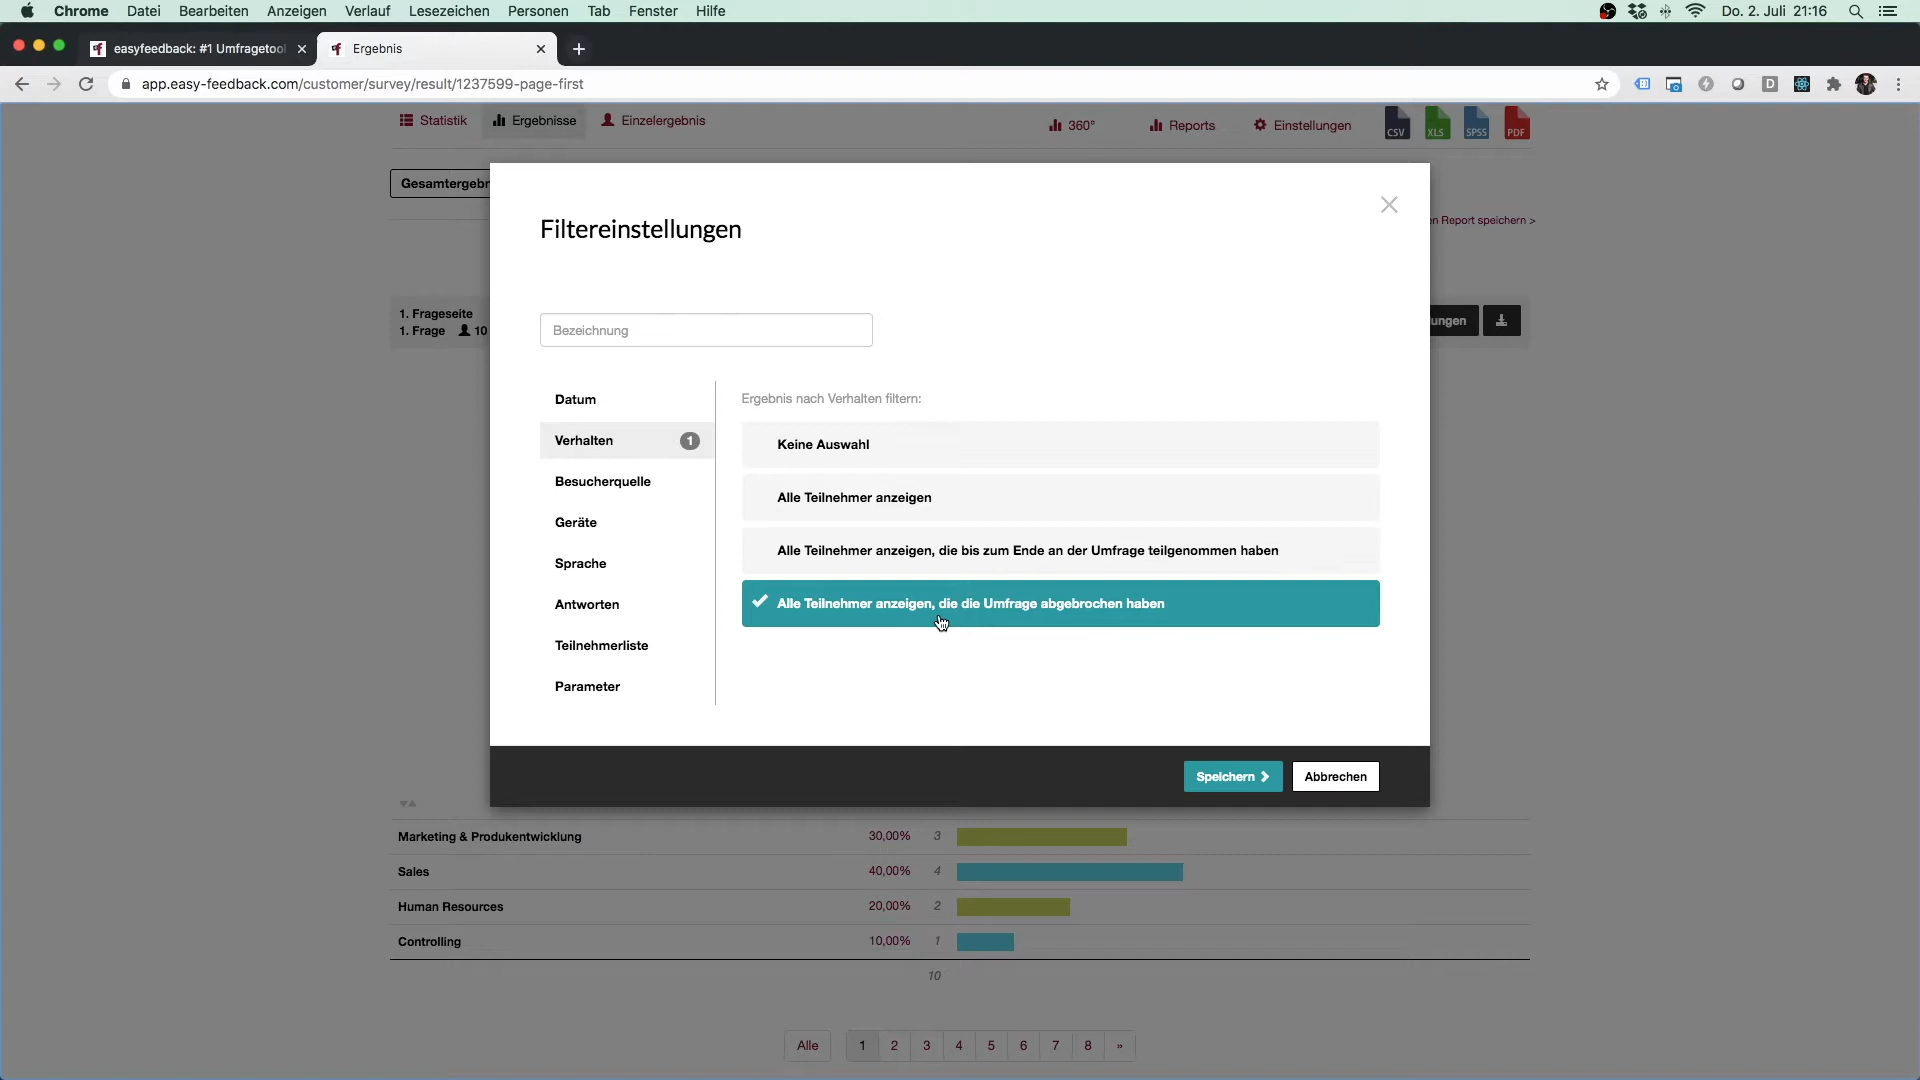 Chrome Datei Bearbeiten Anzeigen Verlauf Lesezeichen Personen Tab Fenster Hilfe Do. 2. Juli 21:16
easyfeedback: #1 Umfragetool Ergebnis
app.easy-feedback.com/customer/survey/result/1237599-page-first
Statistik Ergebnisse Einzelergebnis 360° Reports Einstellungen CSV XLS SPSS PDF
Gesamtergebn
en Report speichern >
Filtereinstellungen
1. Frageseite
1. Frage 10
ungen
Bezeichnung
Datum
Verhalten 1
Besucherquelle
Geräte
Sprache
Antworten
Teilnehmerliste
Parameter
Ergebnis nach Verhalten filtern:
Keine Auswahl
Alle Teilnehmer anzeigen
Alle Teilnehmer anzeigen, die bis zum Ende an der Umfrage teilgenommen haben
Alle Teilnehmer anzeigen, die die Umfrage abgebrochen haben
Speichern Abbrechen
Marketing & Produkentwicklung 30,00% 3
Sales 40,00% 4
Human Resources 20,00% 2
Controlling 10,00% 1
10
Alle 1 2 3 4 5 6 7 8 »